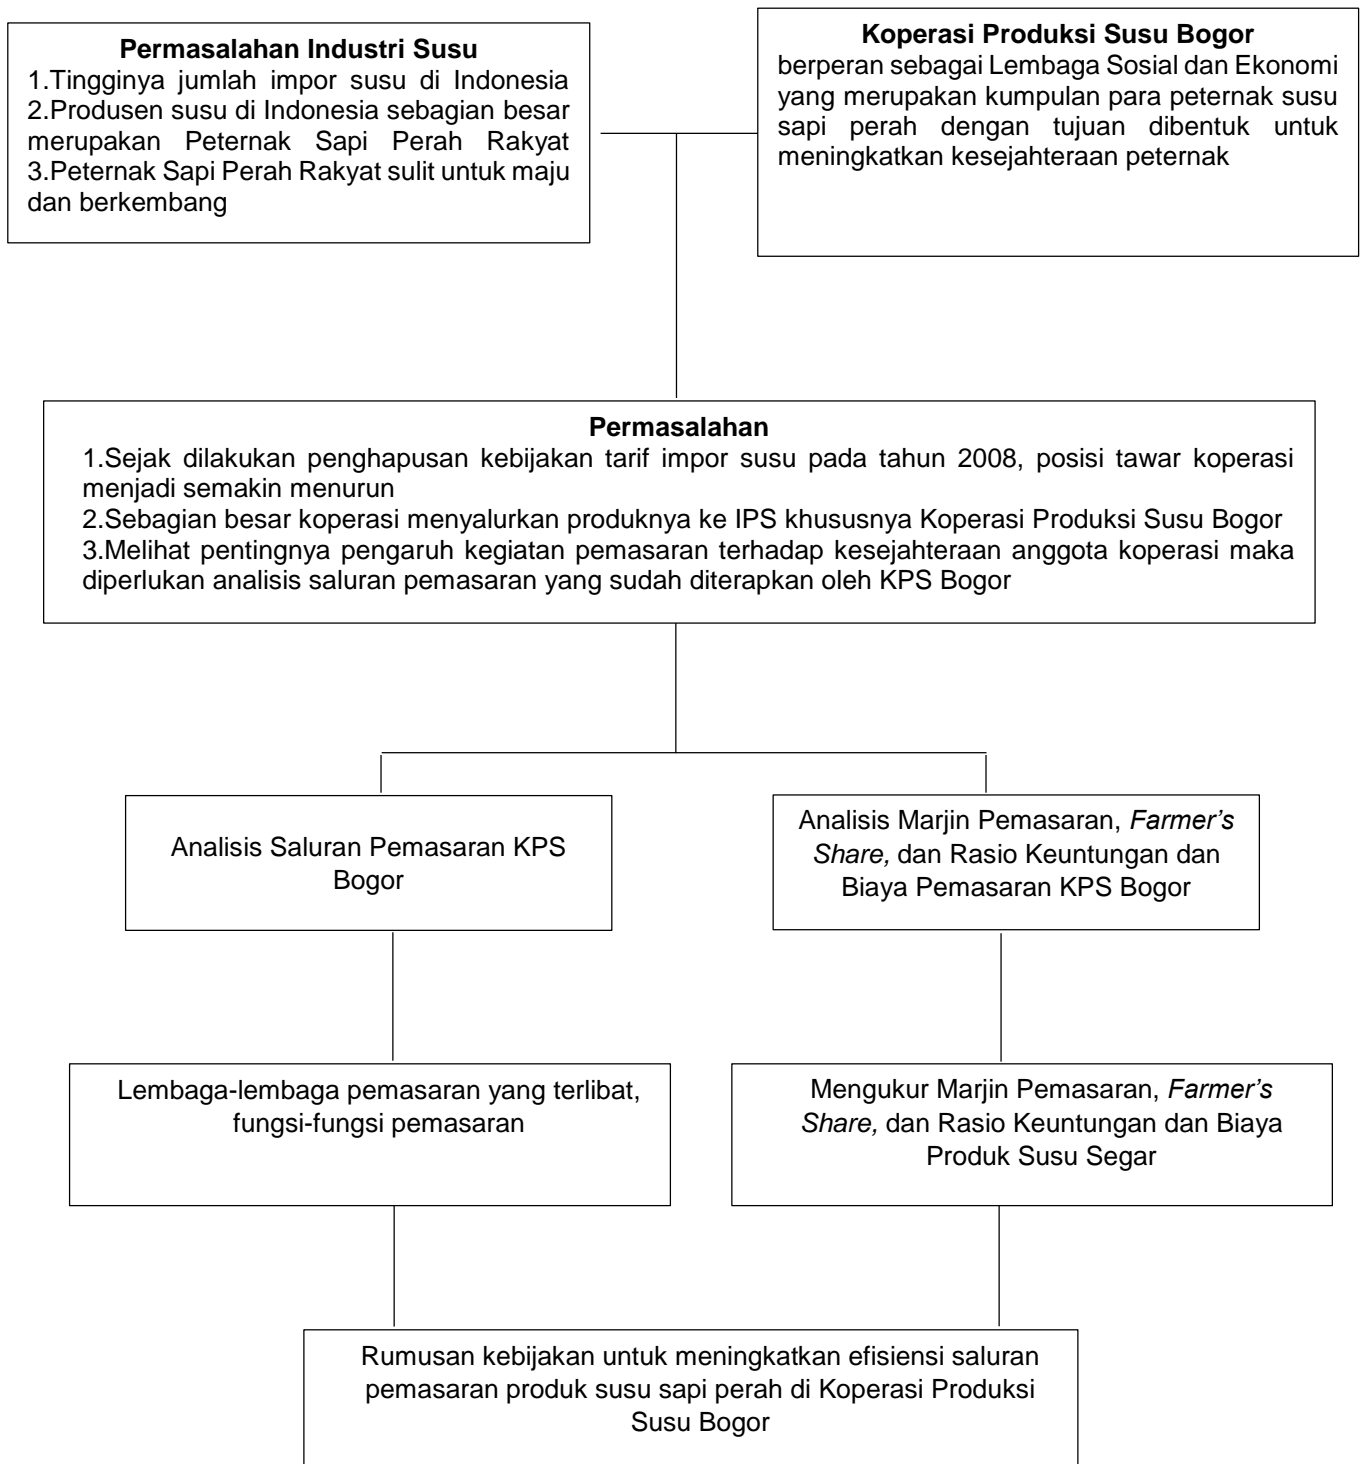 Permasalahan Industri Susu
1.Tingginya jumlah impor susu di Indonesia
2.Produsen susu di Indonesia sebagian besar
merupakan Peternak Sapi Perah Rakyat
3.Peternak Sapi Perah Rakyat sulit untuk maju
dan berkembang
Koperasi Produksi Susu Bogor
berperan sebagai Lembaga Sosial dan Ekonomi
yang merupakan kumpulan para peternak susu
sapi perah dengan tujuan dibentuk untuk
meningkatkan kesejahteraan peternak
Permasalahan
1.Sejak dilakukan penghapusan kebijakan tarif impor susu pada tahun 2008, posisi tawar koperasi
menjadi semakin menurun
2.Sebagian besar koperasi menyalurkan produknya ke IPS khususnya Koperasi Produksi Susu Bogor
3.Melihat pentingnya pengaruh kegiatan pemasaran terhadap kesejahteraan anggota koperasi maka
diperlukan analisis saluran pemasaran yang sudah diterapkan oleh KPS Bogor
Analisis Saluran Pemasaran KPS
Bogor
Analisis Marjin Pemasaran, Farmer’s
Share, dan Rasio Keuntungan dan
Biaya Pemasaran KPS Bogor
Lembaga-lembaga pemasaran yang terlibat,
fungsi-fungsi pemasaran
Mengukur Marjin Pemasaran, Farmer’s
Share, dan Rasio Keuntungan dan Biaya
Produk Susu Segar
Rumusan kebijakan untuk meningkatkan efisiensi saluran
pemasaran produk susu sapi perah di Koperasi Produksi
Susu Bogor